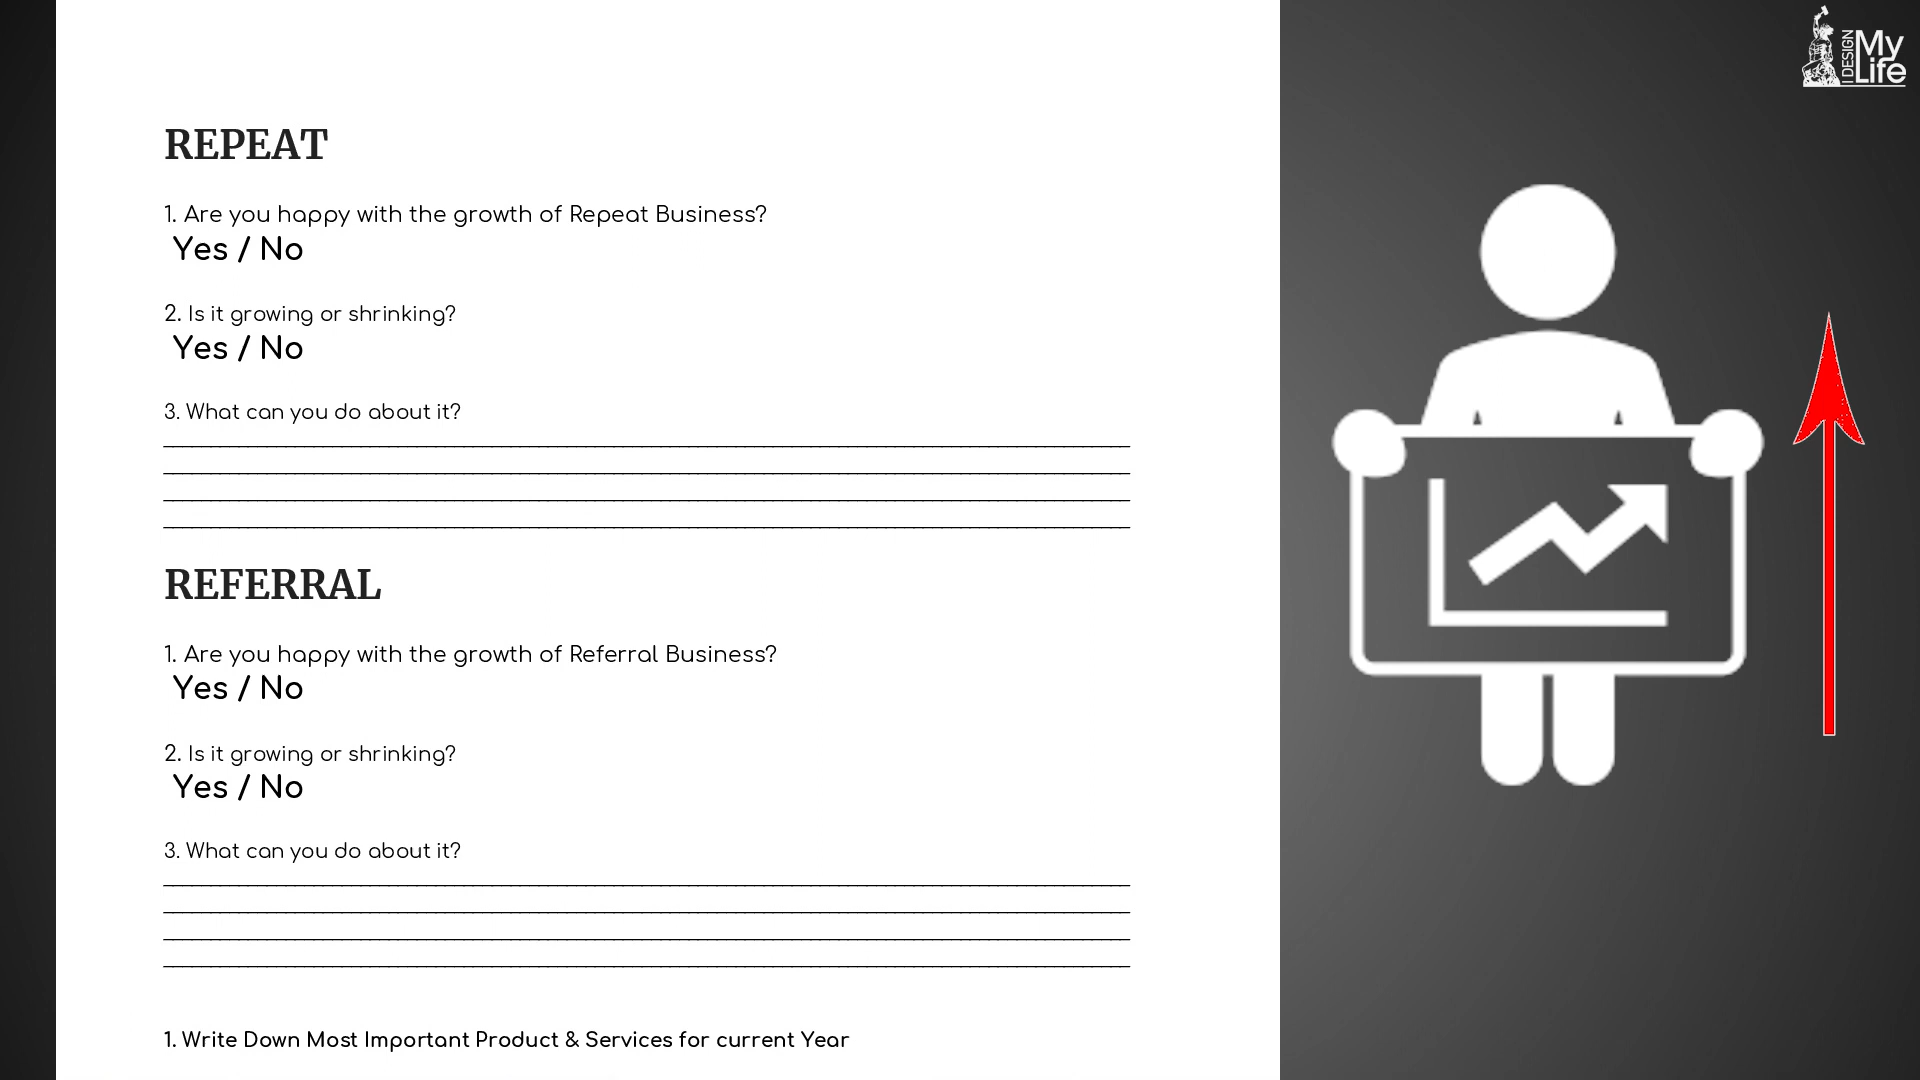 I DESIGN
My
Life
REPEAT
1. Are you happy with the growth of Repeat Business?
Yes / No
2. Is it growing or shrinking?
Yes / No
3. What can you do about it?
REFERRAL
1. Are you happy with the growth of Referral Business?
Yes / No
2. Is it growing or shrinking?
Yes / No
3. What can you do about it?
1. Write Down Most Important Product & Services for current Year